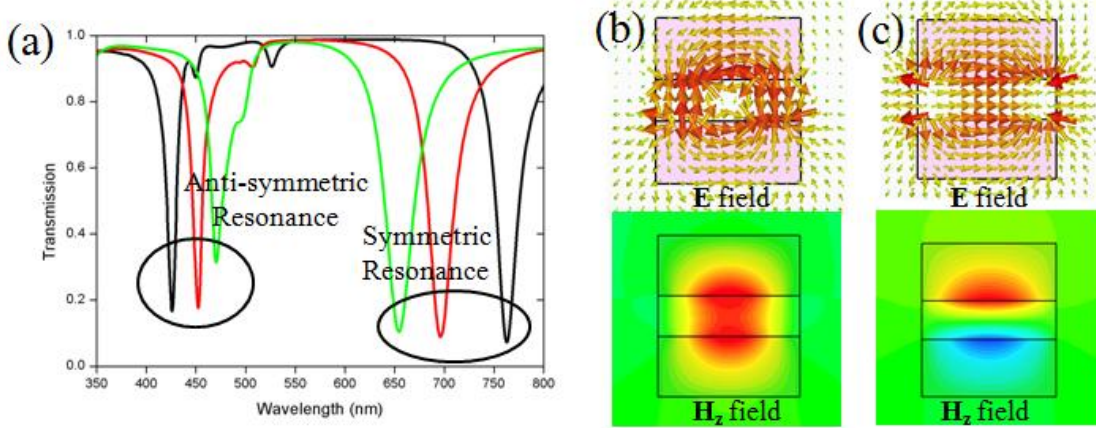 (a)
1.0
0.8
0.6
0.4
0.2
0.0
Transmission
Anti-symmetric
Resonance
Symmetric
Resonance
350 400 450 500 550 600 650 700 750 800
Wavelength (nm)
(b)
E field
Hz field
(c)
E field
Hz field